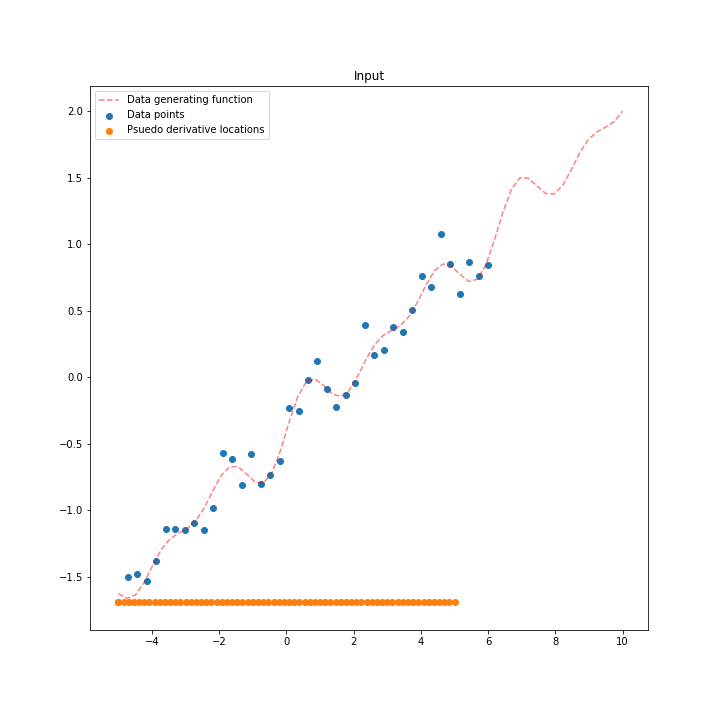 Input
Data generating function
Data points
Psuedo derivative locations
2.0
1.5
1.0
0.5
0.0
−0.5
−1.0
−1.5
−4 −2 0 2 4 6 8 10